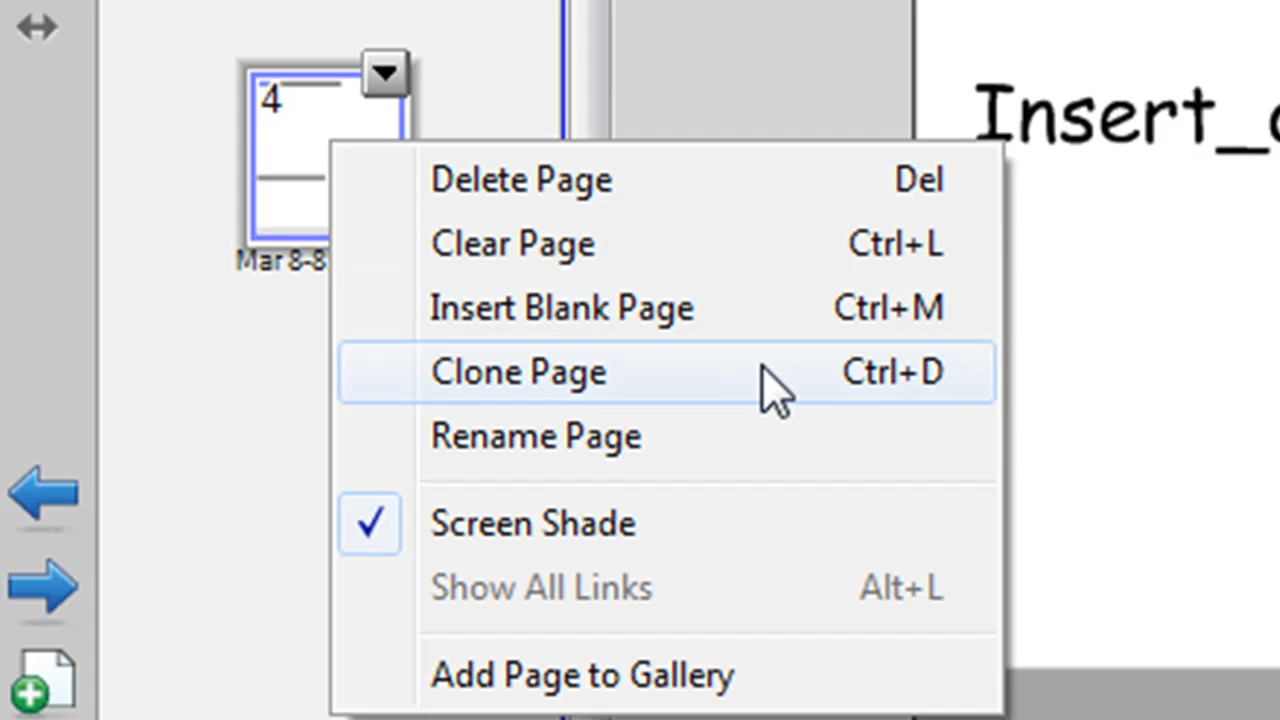 4
Insert_
Delete Page Del
Clear Page Ctrl+L
Mar 8-8
Insert Blank Page Ctrl+M
Clone Page Ctrl+D
Rename Page
Screen Shade
Show All Links Alt+L
Add Page to Gallery